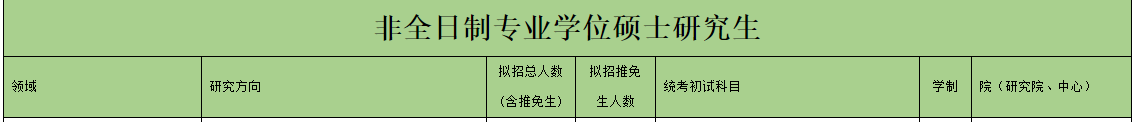 非全日制专业学位硕士研究生
领域
研究方向
拟招总人数
(含推免生)
拟招推免
生人数
统考初试科目
学制
院（研究院、中心）